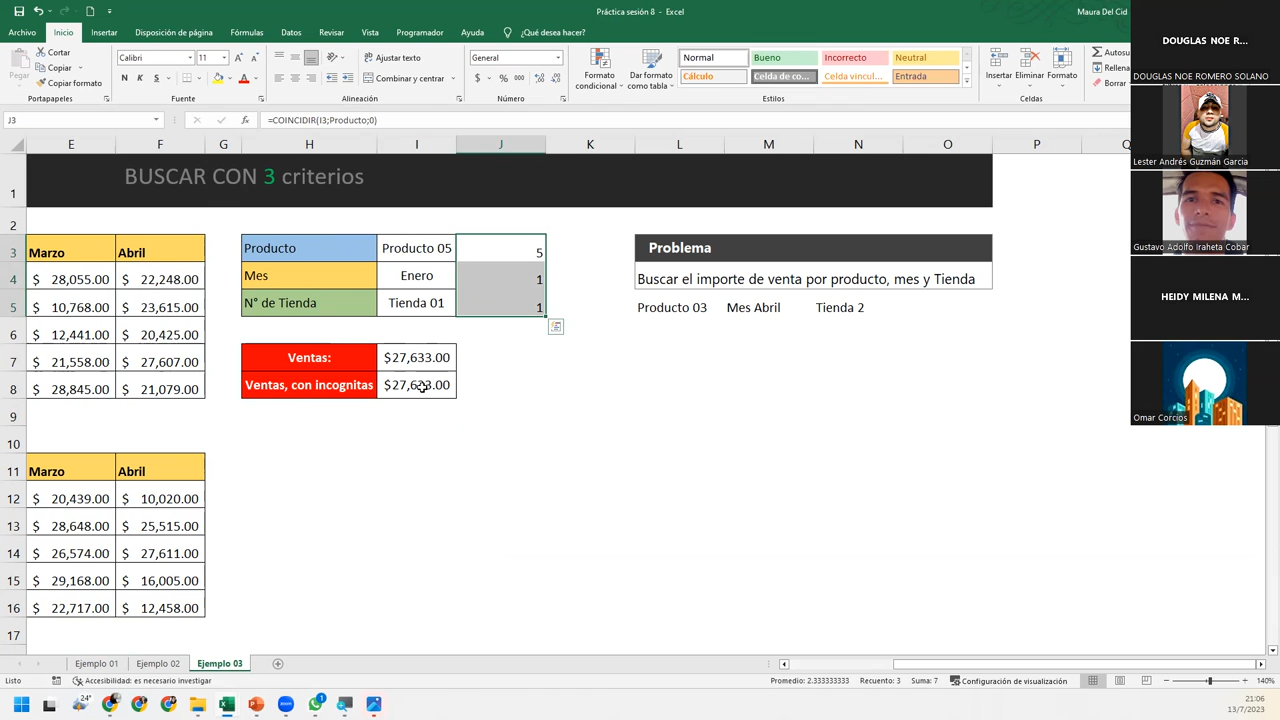 Práctica sesión 8 - Excel
Maura Del Cid
Archivo Inicio Insertar Disposición de página Fórmulas Datos Revisar Vista Programador Ayuda ¿Qué desea hacer?
Pegar
Cortar
Copiar
Copiar formato
Portapapeles
Calibri 11
N K S
Fuente
Ajustar texto
Combinar y centrar
Alineación
General
$ % 000
Número
Formato condicional
Dar formato como tabla
Normal Bueno Incorrecto Neutral
Cálculo Celda de co... Celda vincul... Entrada
Estilos
Insertar Eliminar Formato
Celdas
Autosu
Rellena
Borrar
J3
=COINCIDIR(I3;Producto;0)
E F G H I J K L M N O P Q
1 BUSCAR CON 3 criterios
2
3 Marzo Abril Producto Producto 05 5 Problema
4 $ 28,055.00 $ 22,248.00 Mes Enero 1 Buscar el importe de venta por producto, mes y Tienda
5 $ 10,768.00 $ 23,615.00 N° de Tienda Tienda 01 1 Producto 03 Mes Abril Tienda 2
6 $ 12,441.00 $ 20,425.00
7 $ 21,558.00 $ 27,607.00 Ventas: $27,633.00
8 $ 28,845.00 $ 21,079.00 Ventas, con incognitas $27,633.00
9
10
11 Marzo Abril
12 $ 20,439.00 $ 10,020.00
13 $ 28,648.00 $ 25,515.00
14 $ 26,574.00 $ 27,611.00
15 $ 29,168.00 $ 16,005.00
16 $ 22,717.00 $ 12,458.00
17
DOUGLAS NOE R...
DOUGLAS NOE ROMERO SOLANO
Lester Andrés Guzmán Garcia
Gustavo Adolfo Iraheta Cobar
HEIDY MILENA M...
Omar Corcios
Ejemplo 01 Ejemplo 02 Ejemplo 03
Listo Accesibilidad: es necesario investigar Promedio: 2.333333333 Recuento: 3 Suma: 7 Configuración de visualización 140%
24°
1
21:06
13/7/2023